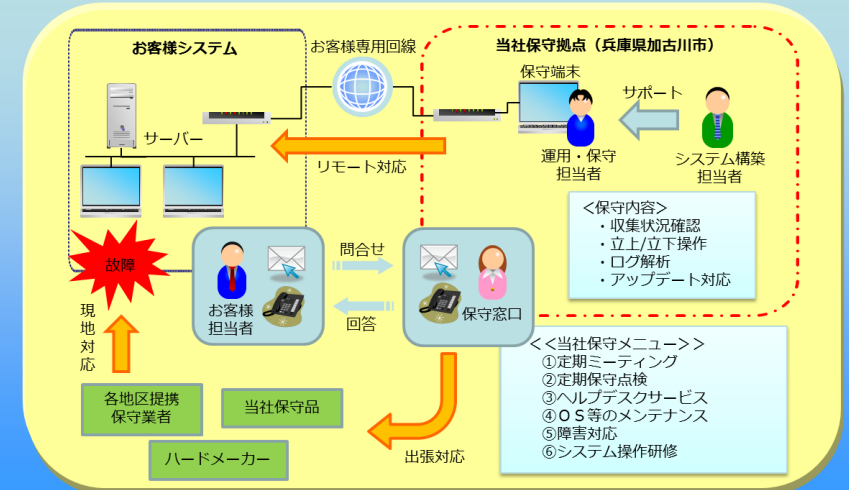 お客様システム
お客様専用回線
当社保守拠点（兵庫県加古川市）
保守端末
サポート
サーバー
リモート対応
運用・保守
担当者
システム構築
担当者
＜保守内容＞
・収集状況確認
・立上/立下操作
・ログ解析
・アップデート対応
故障
問合せ
お客様
担当者
回答
保守窓口
現地対応
＜＜当社保守メニュー＞＞
①定期ミーティング
②定期保守点検
③ヘルプデスクサービス
④ＯＳ等のメンテナンス
⑤障害対応
⑥システム操作研修
各地区提携
保守業者
当社保守品
ハードメーカー
出張対応